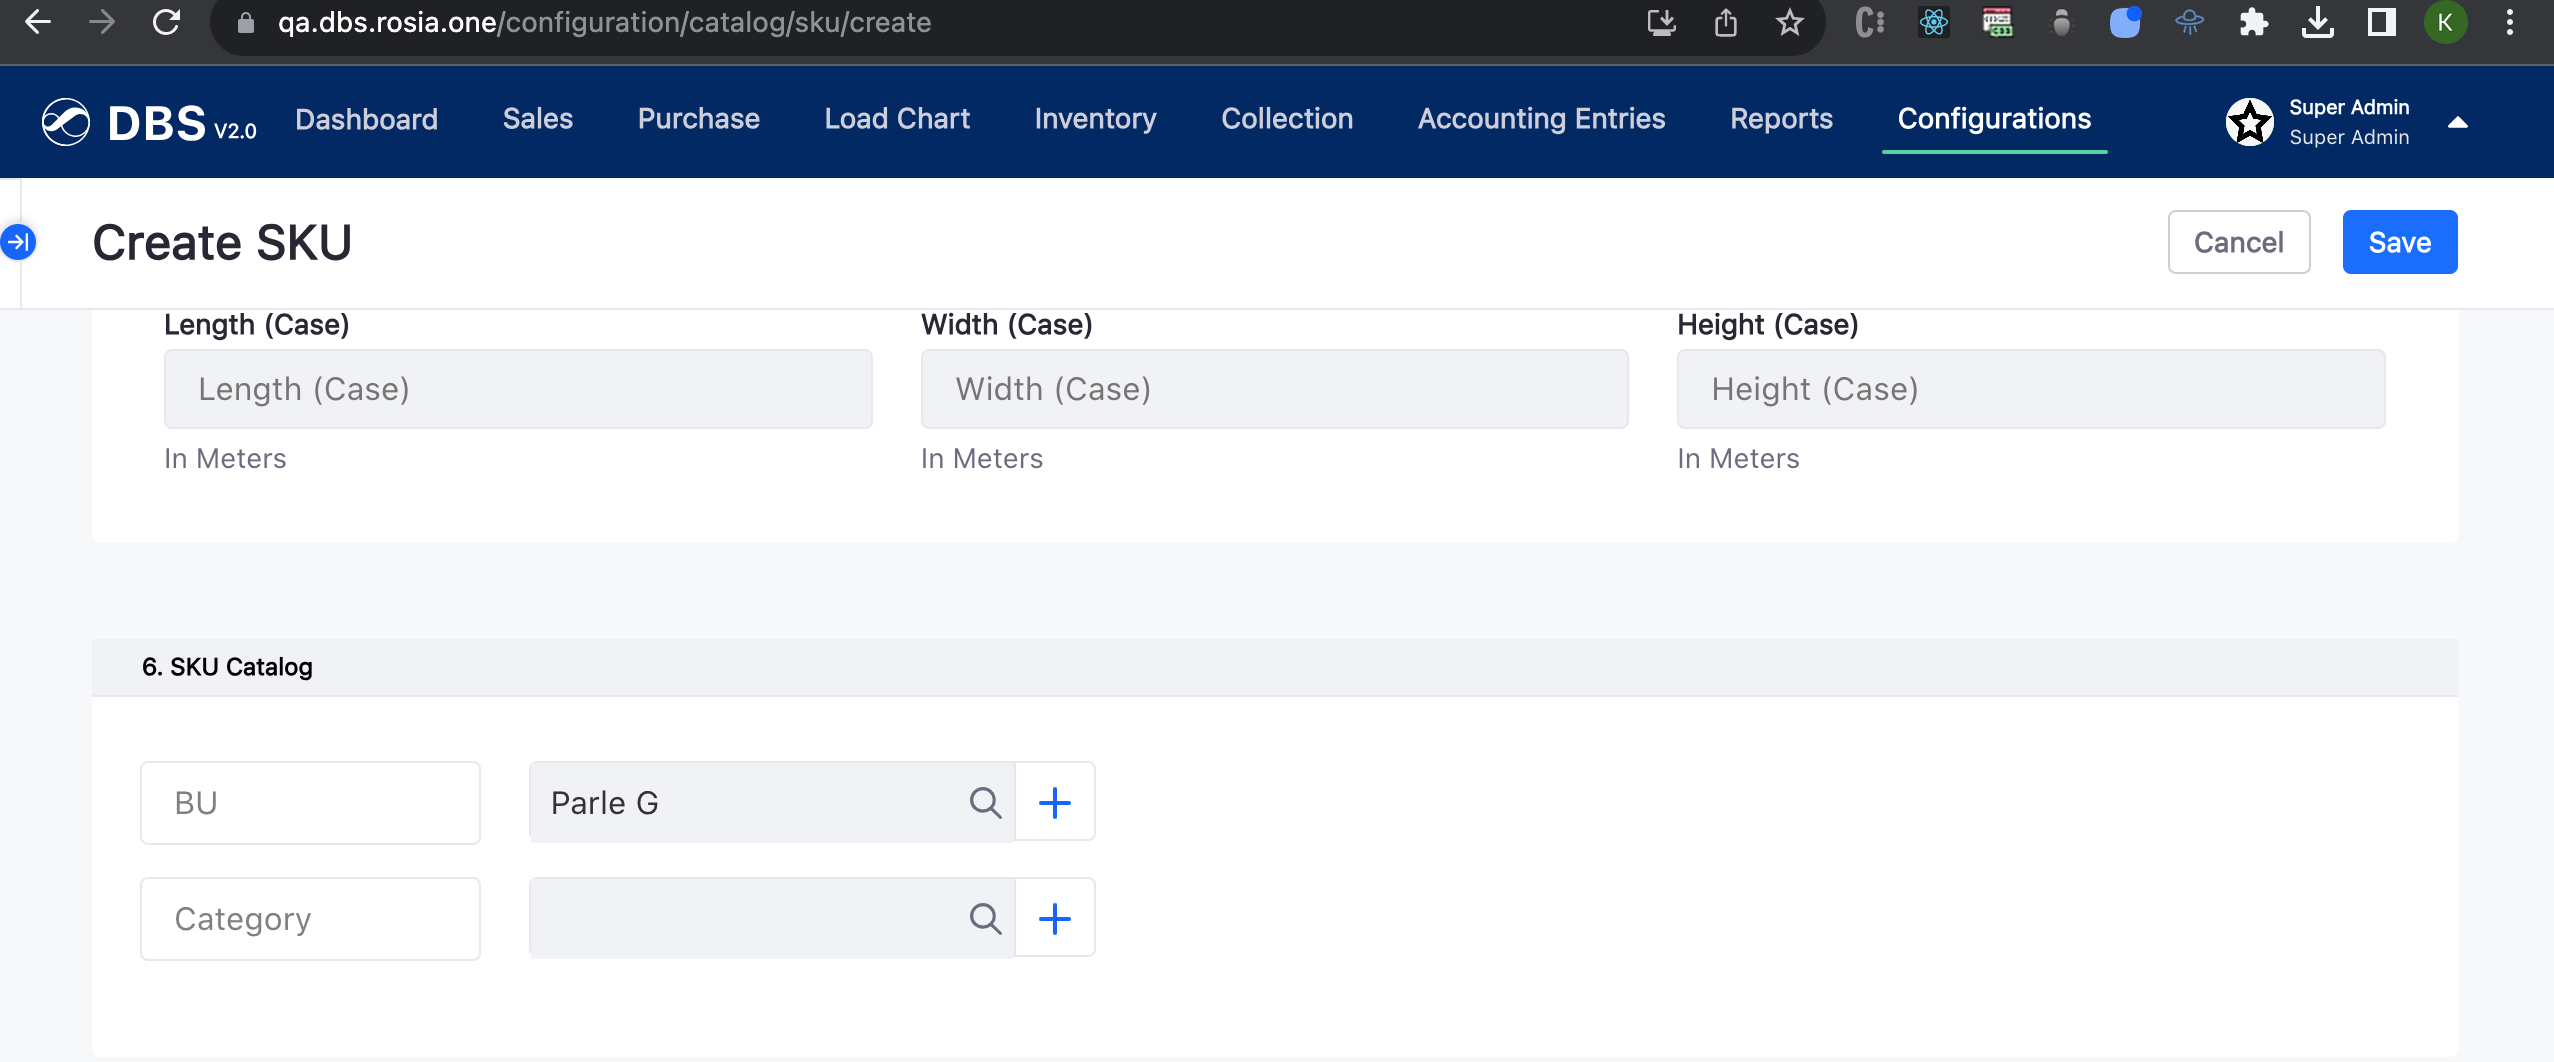 qa.dbs.rosia.one/configuration/catalog/sku/create
K
DBS V2.0 Dashboard Sales Purchase Load Chart Inventory Collection Accounting Entries Reports Configurations
Super Admin
Super Admin
Create SKU Cancel Save
Length (Case) Width (Case) Height (Case)
Length (Case) Width (Case) Height (Case)
In Meters In Meters In Meters
6. SKU Catalog
BU Parle G
Category